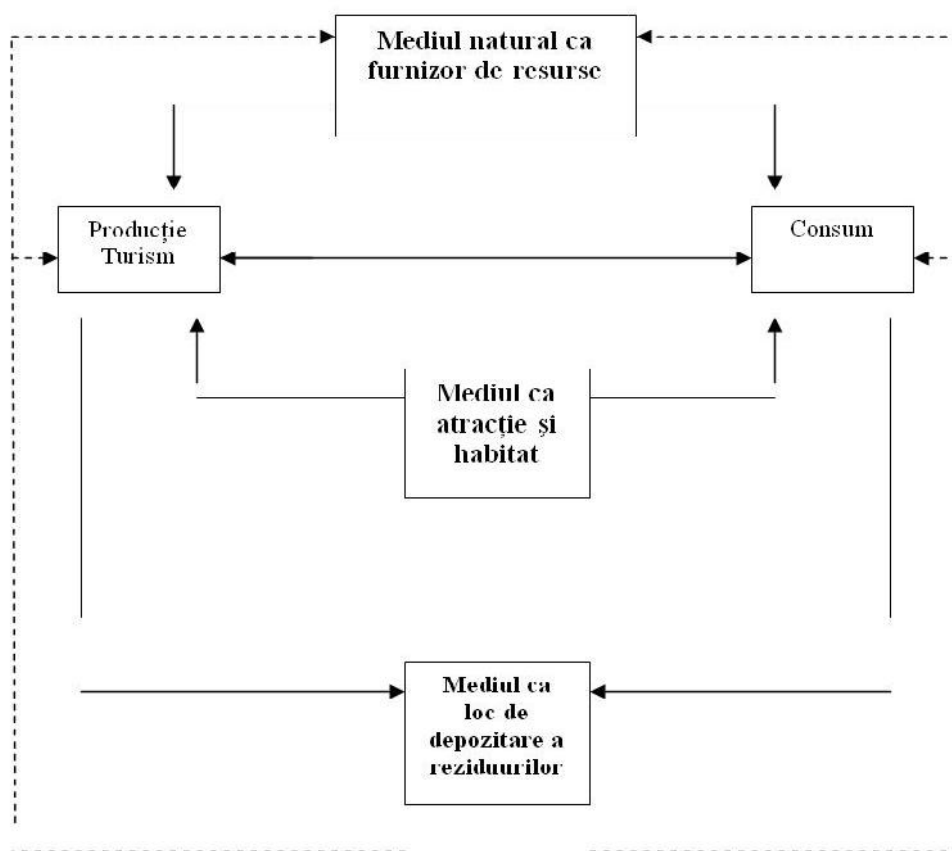 Mediul natural ca
furnizor de resurse
Producție
Turism
Consum
Mediul ca
atracție și
habitat
Mediul ca
loc de
depozitare a
reziduurilor